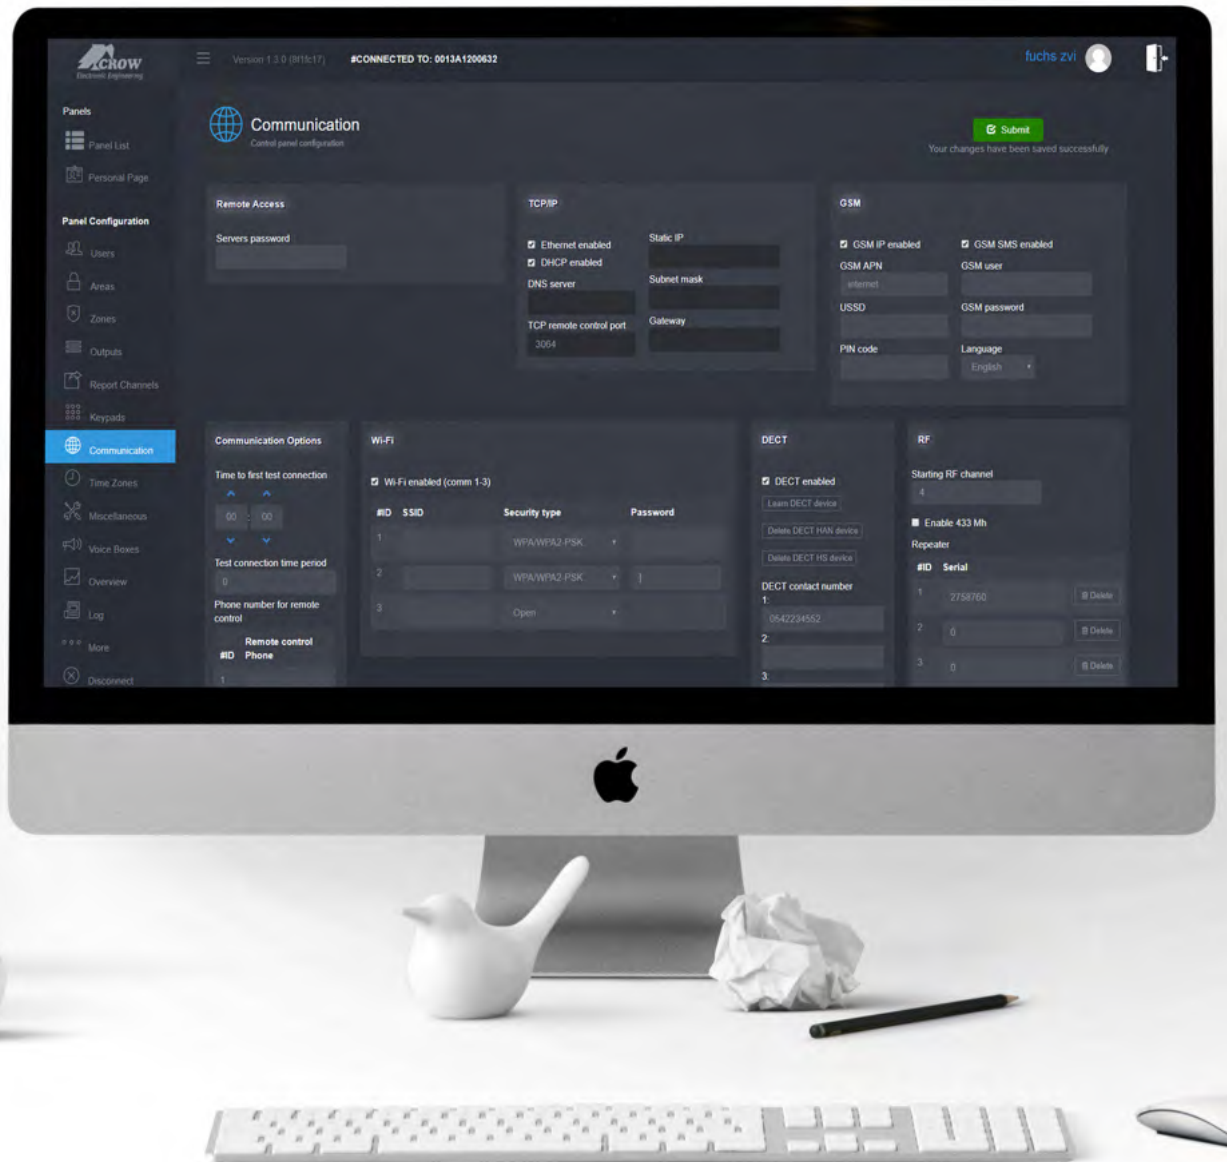 CROW
Electronic Engineering
Version 1.3.0 (8f1fc17)
#CONNECTED TO: 0013A1200632
fuchs zvi
Panels
Panel List
Personal Page
Panel Configuration
Users
Areas
Zones
Outputs
Report Channels
Keypads
Communication
Time Zones
Miscellaneous
Voice Boxes
Overview
Log
More
Disconnect
Communication
Control panel configuration
Submit
Your changes have been saved successfully
Remote Access
Servers password
TCP/IP
Ethernet enabled
DHCP enabled
DNS server
TCP remote control port
3064
Static IP
Subnet mask
Gateway
GSM
GSM IP enabled
GSM SMS enabled
GSM APN
internet
GSM user
USSD
GSM password
PIN code
Language
English
Communication Options
Time to first test connection
00 : 00
Test connection time period
0
Phone number for remote
control
#ID Remote control
Phone
1
Wi-Fi
Wi-Fi enabled (comm 1-3)
#ID SSID Security type Password
1 WPA/WPA2-PSK
2 WPA/WPA2-PSK
3 Open
DECT
DECT enabled
Learn DECT device
Delete DECT HAN device
Delete DECT HS device
DECT contact number
1:
0542234552
2:
3:
RF
Starting RF channel
4
Enable 433 Mh
Repeater
#ID Serial
1 2758760 Delete
2 0 Delete
3 0 Delete